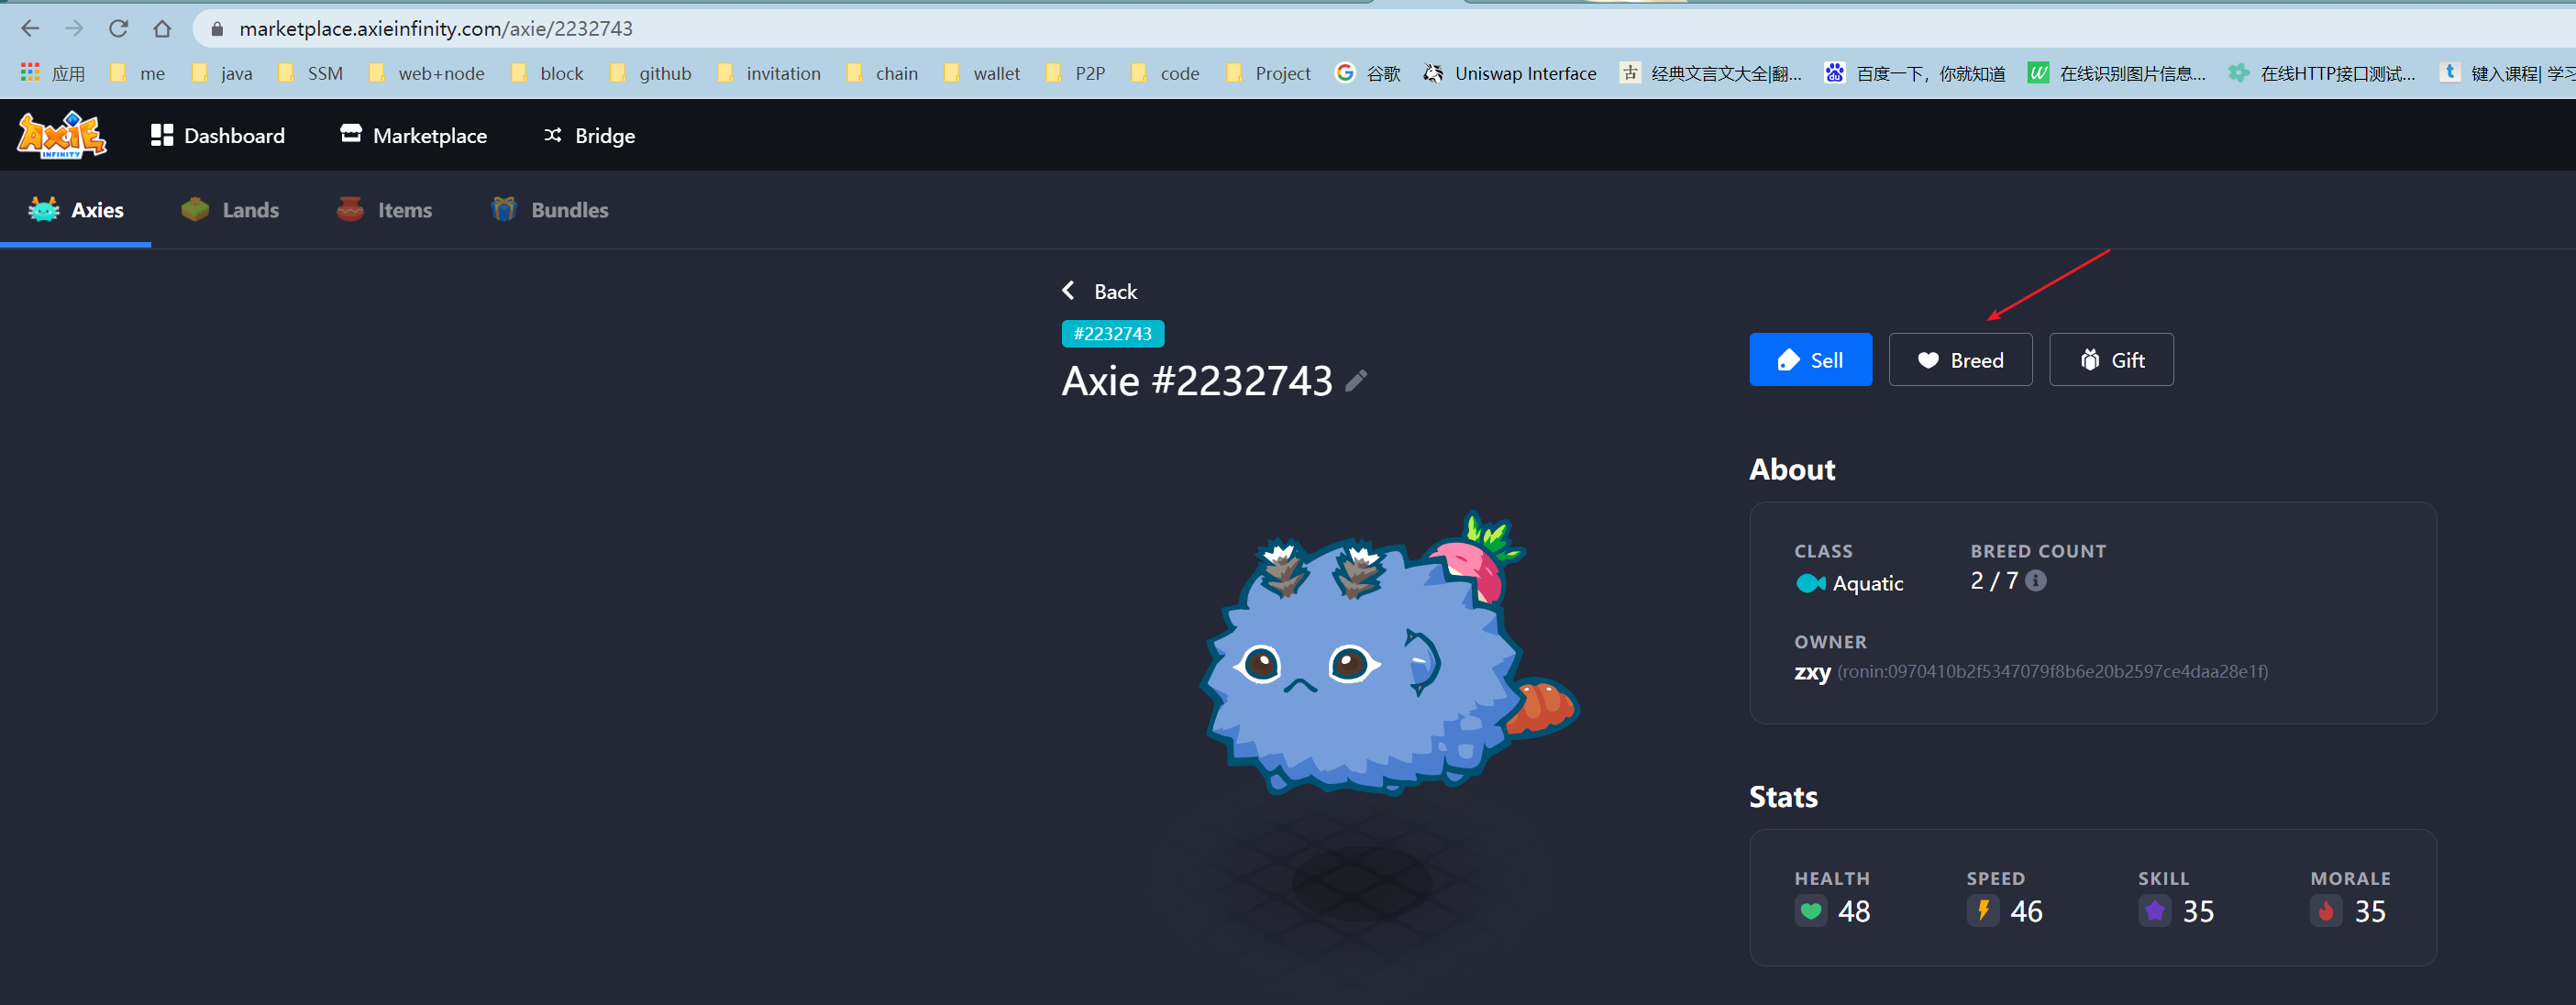 marketplace.axieinfinity.com/axie/2232743
应用 me java SSM web+node block github invitation chain wallet P2P code Project 谷歌 Uniswap Interface 古 经典文言文大全|翻... 百度一下，你就知道 W 在线识别图片信息... 在线HTTP接口测试... t 键入课程| 学习
AXIE INFINITY Dashboard Marketplace Bridge
Axies Lands Items Bundles
Back
#2232743
Axie #2232743
Sell Breed Gift
About
CLASS BREED COUNT
Aquatic 2 / 7
OWNER
zxy (ronin:0970410b2f5347079f8b6e20b2597ce4daa28e1f)
Stats
HEALTH SPEED SKILL MORALE
48 46 35 35